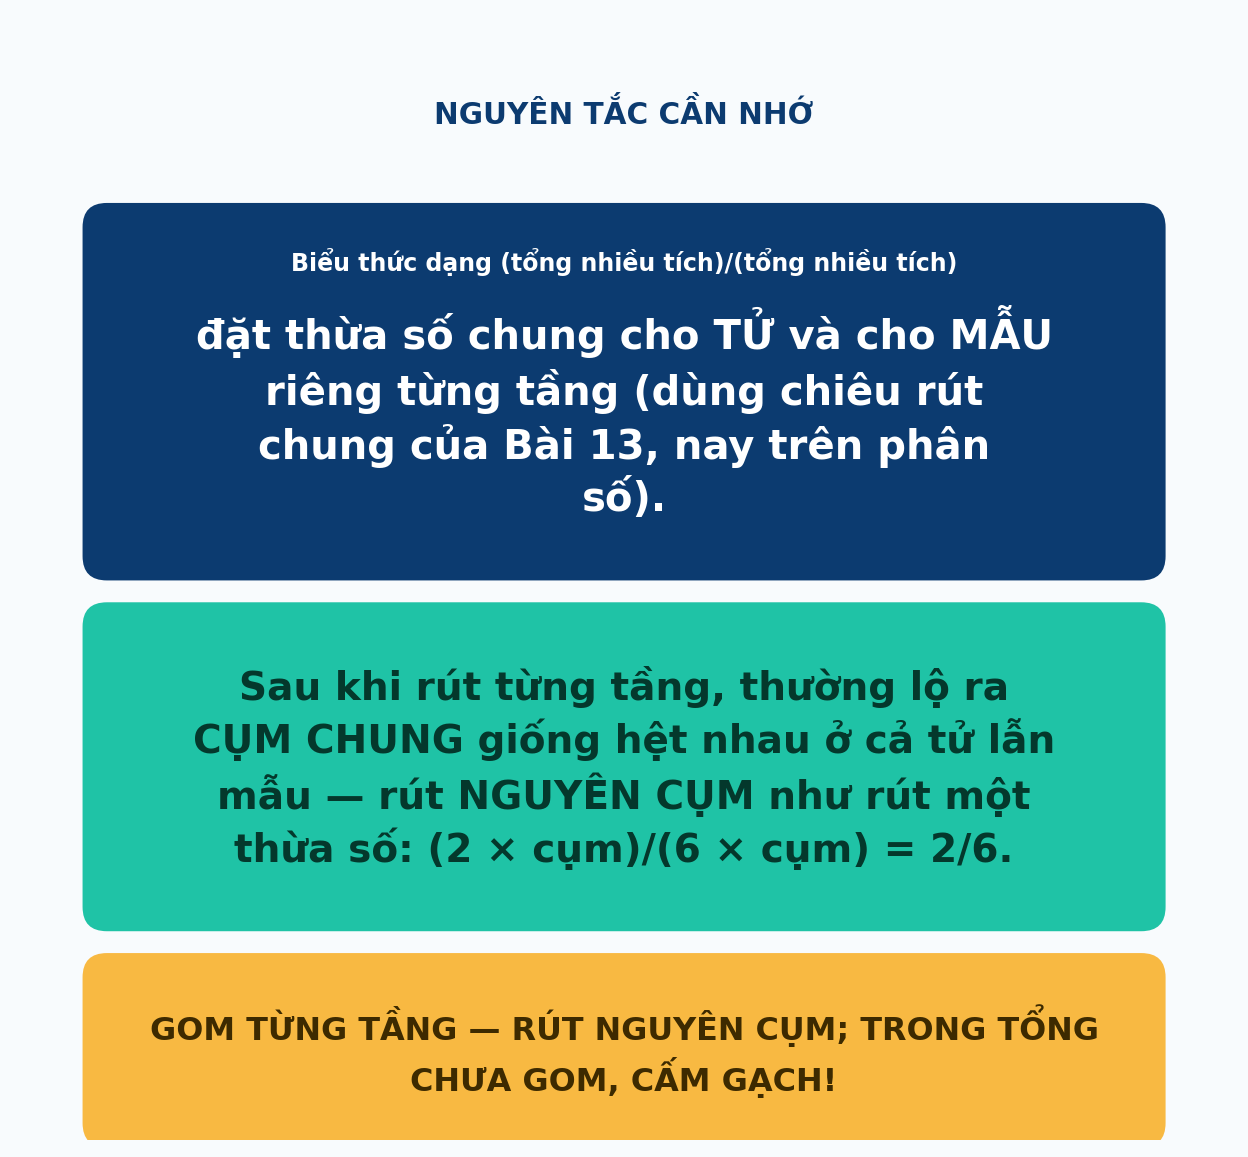 NGUYÊN TẮC CẦN NHỚ
Biểu thức dạng (tổng nhiều tích)/(tổng nhiều tích)
đặt thừa số chung cho TỬ và cho MẪU
riêng từng tầng (dùng chiêu rút
chung của Bài 13, nay trên phân
số).
Sau khi rút từng tầng, thường lộ ra
CỤM CHUNG giống hệt nhau ở cả tử lẫn
mẫu — rút NGUYÊN CỤM như rút một
thừa số: (2 × cụm)/(6 × cụm) = 2/6.
GOM TỪNG TẦNG — RÚT NGUYÊN CỤM; TRONG TỔNG
CHƯA GOM, CẤM GẠCH!